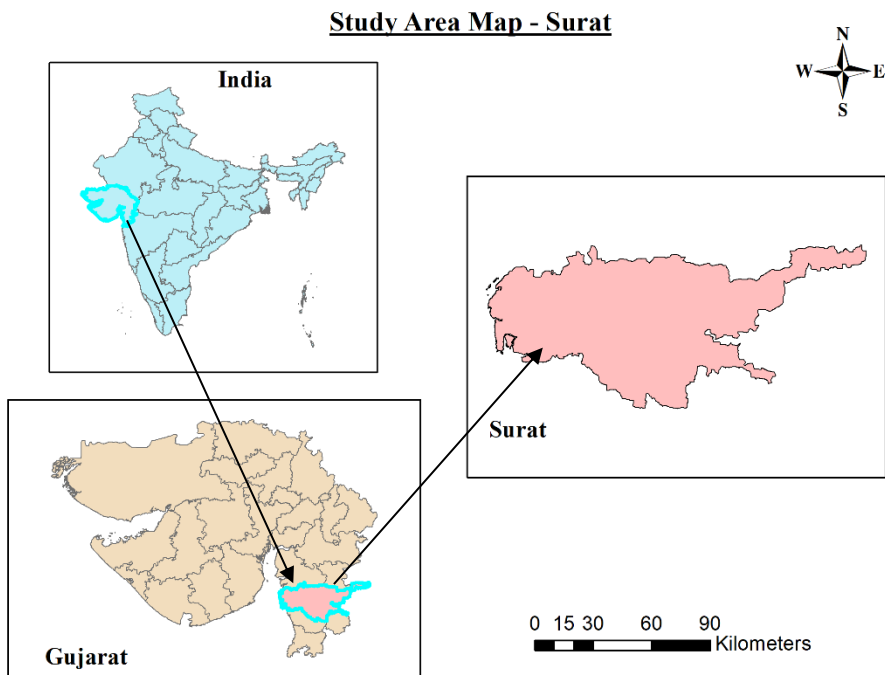 Study Area Map - Surat
N
W E
S
India
Surat
Gujarat
0 15 30 60 90
Kilometers